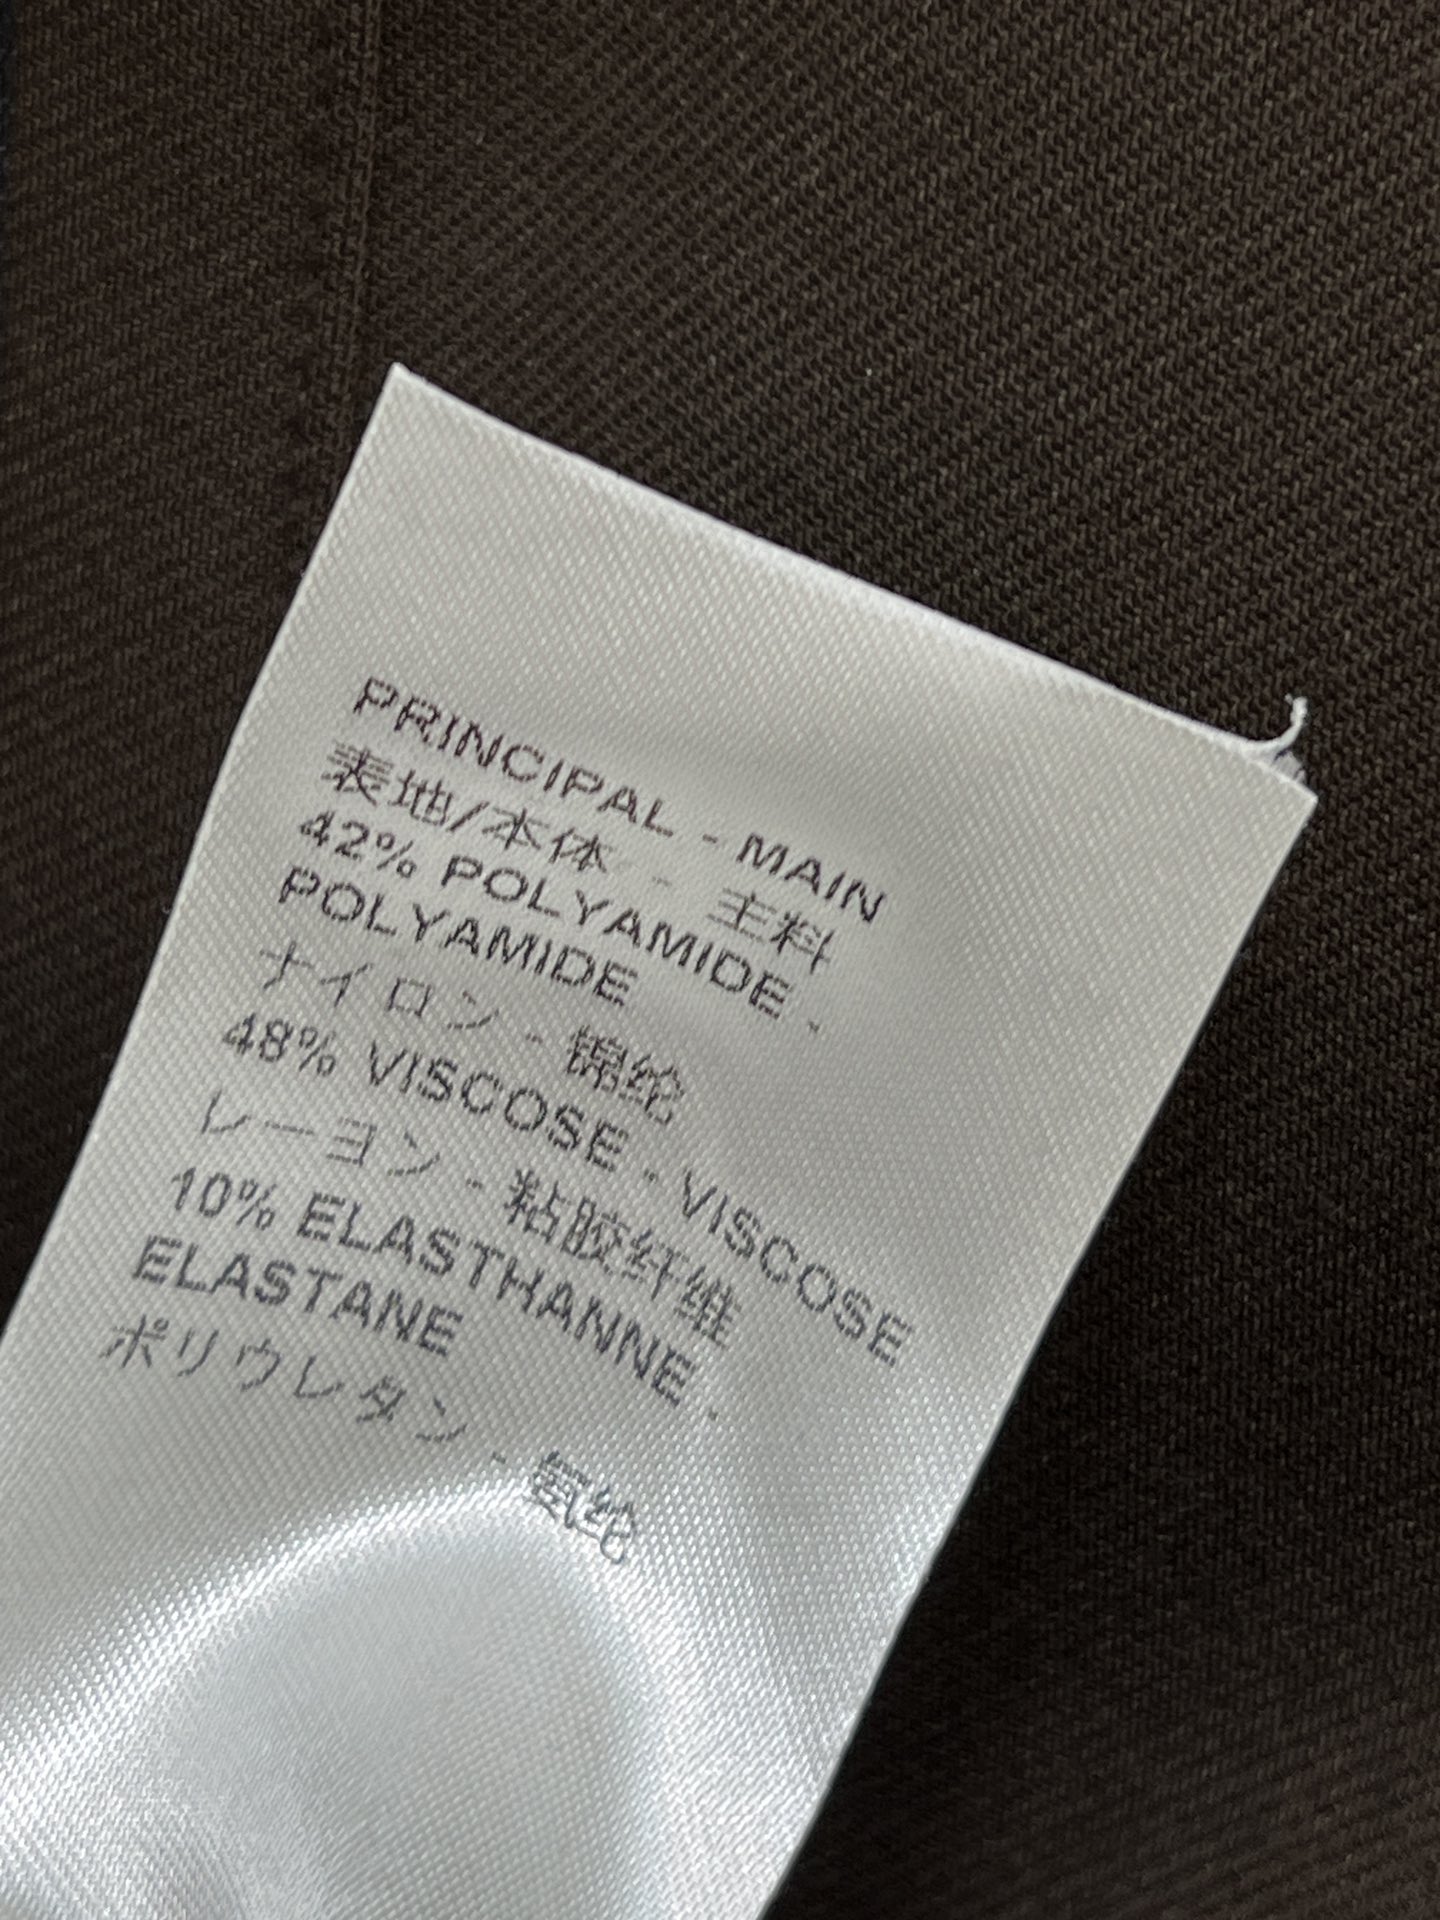 PRINCIPAL - MAIN
表地/本体 - 主料
42% POLYAMIDE -
POLYAMIDE
ナイロン - 锦纶
48% VISCOSE - VISCOSE
レーヨン - 粘胶纤维
10% ELASTHANNE -
ELASTANE
ポリウレタン - 氨纶